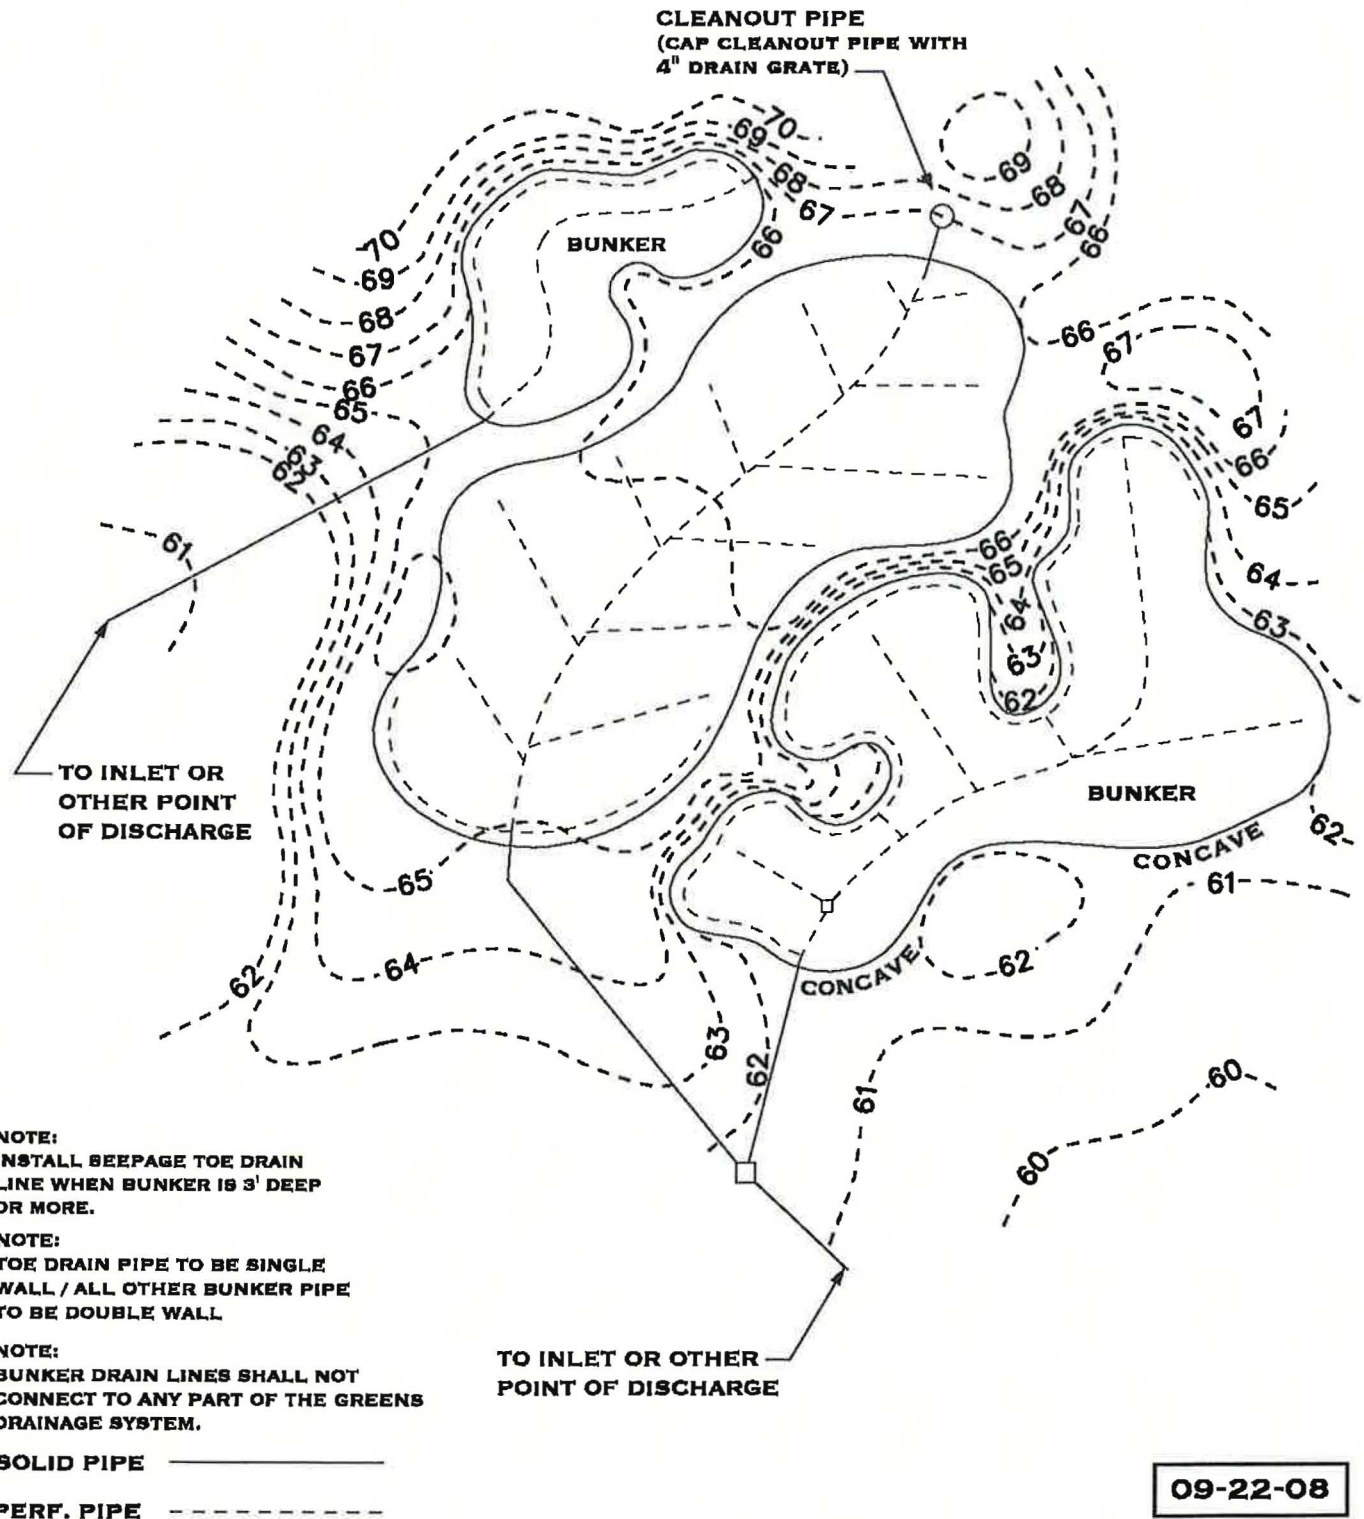 CLEANOUT PIPE
(CAP CLEANOUT PIPE WITH
4" DRAIN GRATE)
70
69
68
67
66
69
68
67
66
70
69
68
67
66
65
64
63
62
61
BUNKER
66
67
67
66
65
64
63
62
66
65
64
63
62
BUNKER
CONCAVE
CONCAVE
TO INLET OR
OTHER POINT
OF DISCHARGE
65
64
62
63
62
62
61
61
60
60
NOTE:
INSTALL SEEPAGE TOE DRAIN
LINE WHEN BUNKER IS 3' DEEP
OR MORE.
NOTE:
TOE DRAIN PIPE TO BE SINGLE
WALL / ALL OTHER BUNKER PIPE
TO BE DOUBLE WALL
NOTE:
BUNKER DRAIN LINES SHALL NOT
CONNECT TO ANY PART OF THE GREENS
DRAINAGE SYSTEM.
SOLID PIPE
PERF. PIPE
TO INLET OR OTHER
POINT OF DISCHARGE
09-22-08